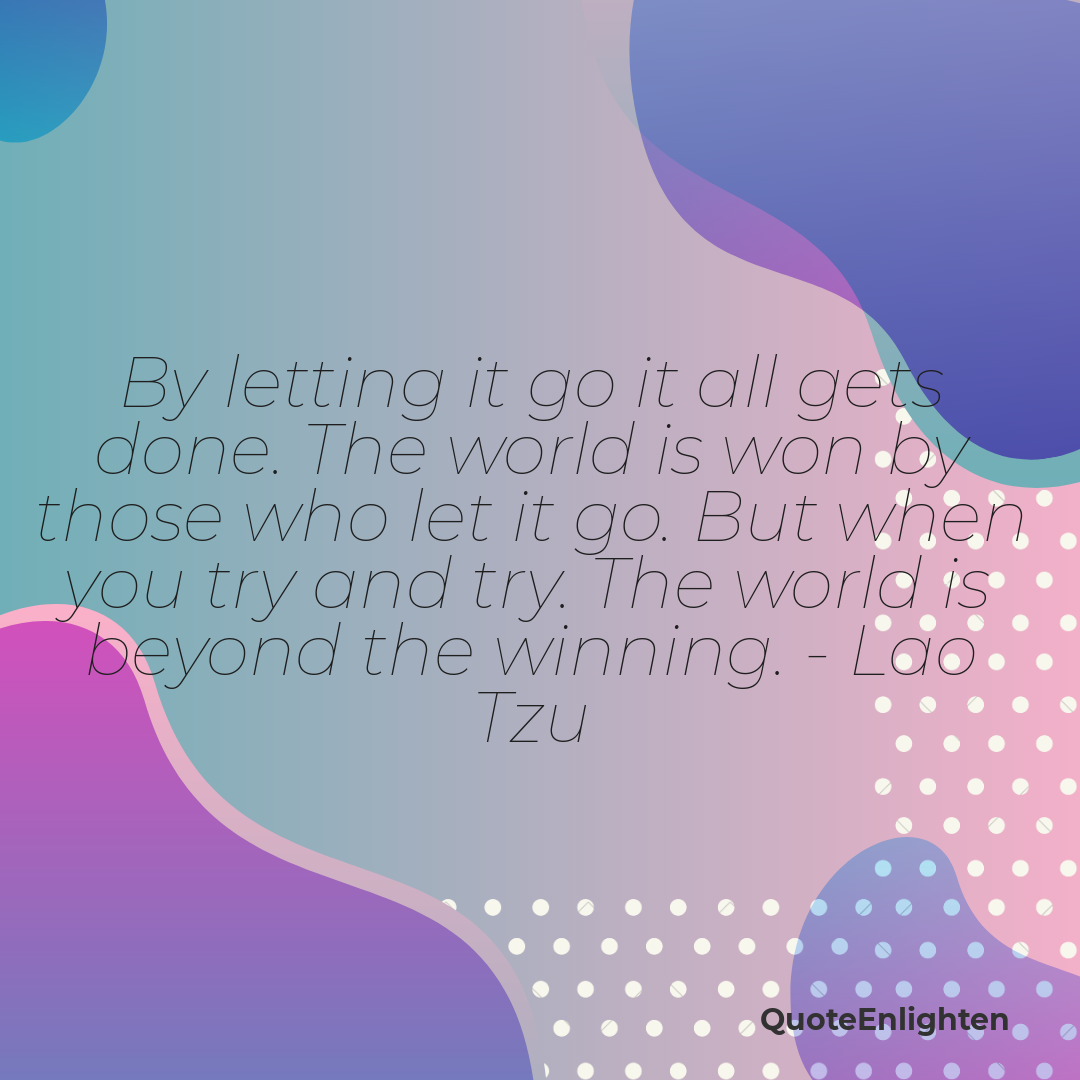 By letting it go it all gets
done. The world is won by
those who let it go. But when
you try and try. The world is
beyond the winning. - Lao
Tzu
QuoteEnlighten